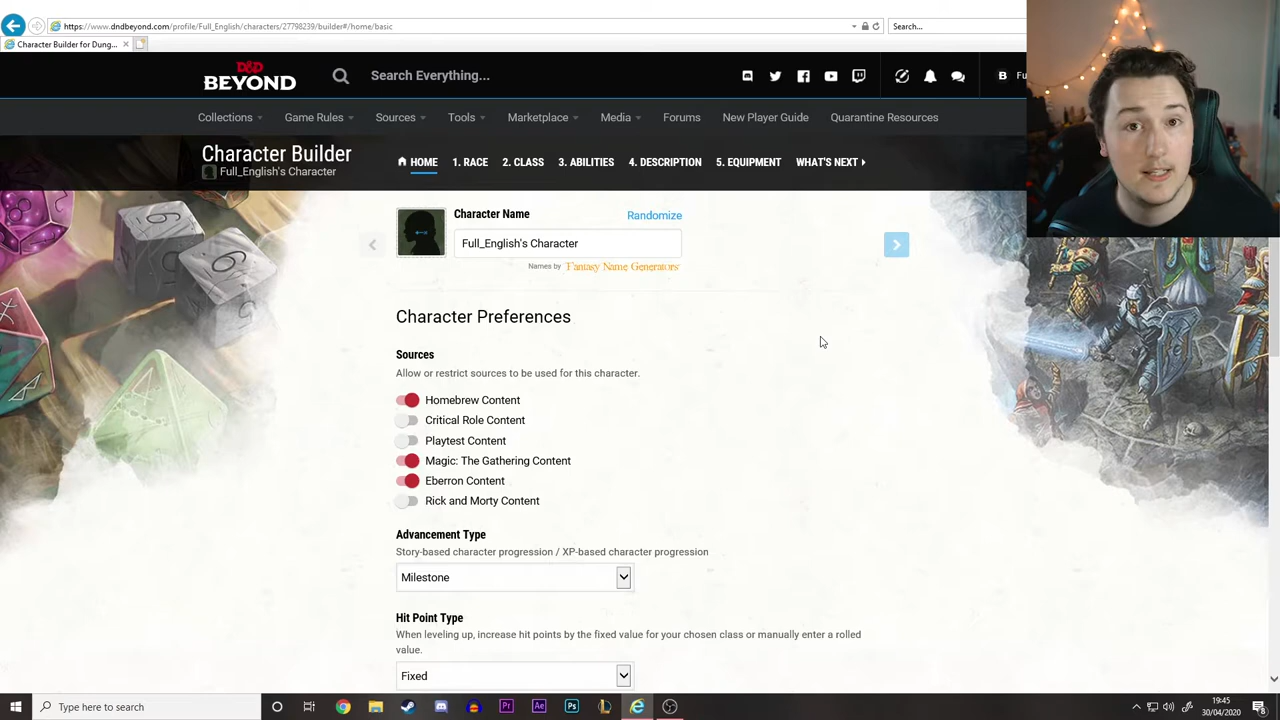 https://www.dndbeyond.com/profile/Full_English/characters/27798239/builder#/home/basic
Search...
Character Builder for Dung...
D&D BEYOND
Search Everything...
B Fu
Collections
Game Rules
Sources
Tools
Marketplace
Media
Forums
New Player Guide
Quarantine Resources
Character Builder
Full_English's Character
HOME
1. RACE
2. CLASS
3. ABILITIES
4. DESCRIPTION
5. EQUIPMENT
WHAT'S NEXT
Character Name
Randomize
Full_English's Character
Names by Fantasy Name Generators
Character Preferences
Sources
Allow or restrict sources to be used for this character.
Homebrew Content
Critical Role Content
Playtest Content
Magic: The Gathering Content
Eberron Content
Rick and Morty Content
Advancement Type
Story-based character progression / XP-based character progression
Milestone
Hit Point Type
When leveling up, increase hit points by the fixed value for your chosen class or manually enter a rolled
value.
Fixed
Type here to search
Pr
Ae
Ps
19:45
30/04/2020
8